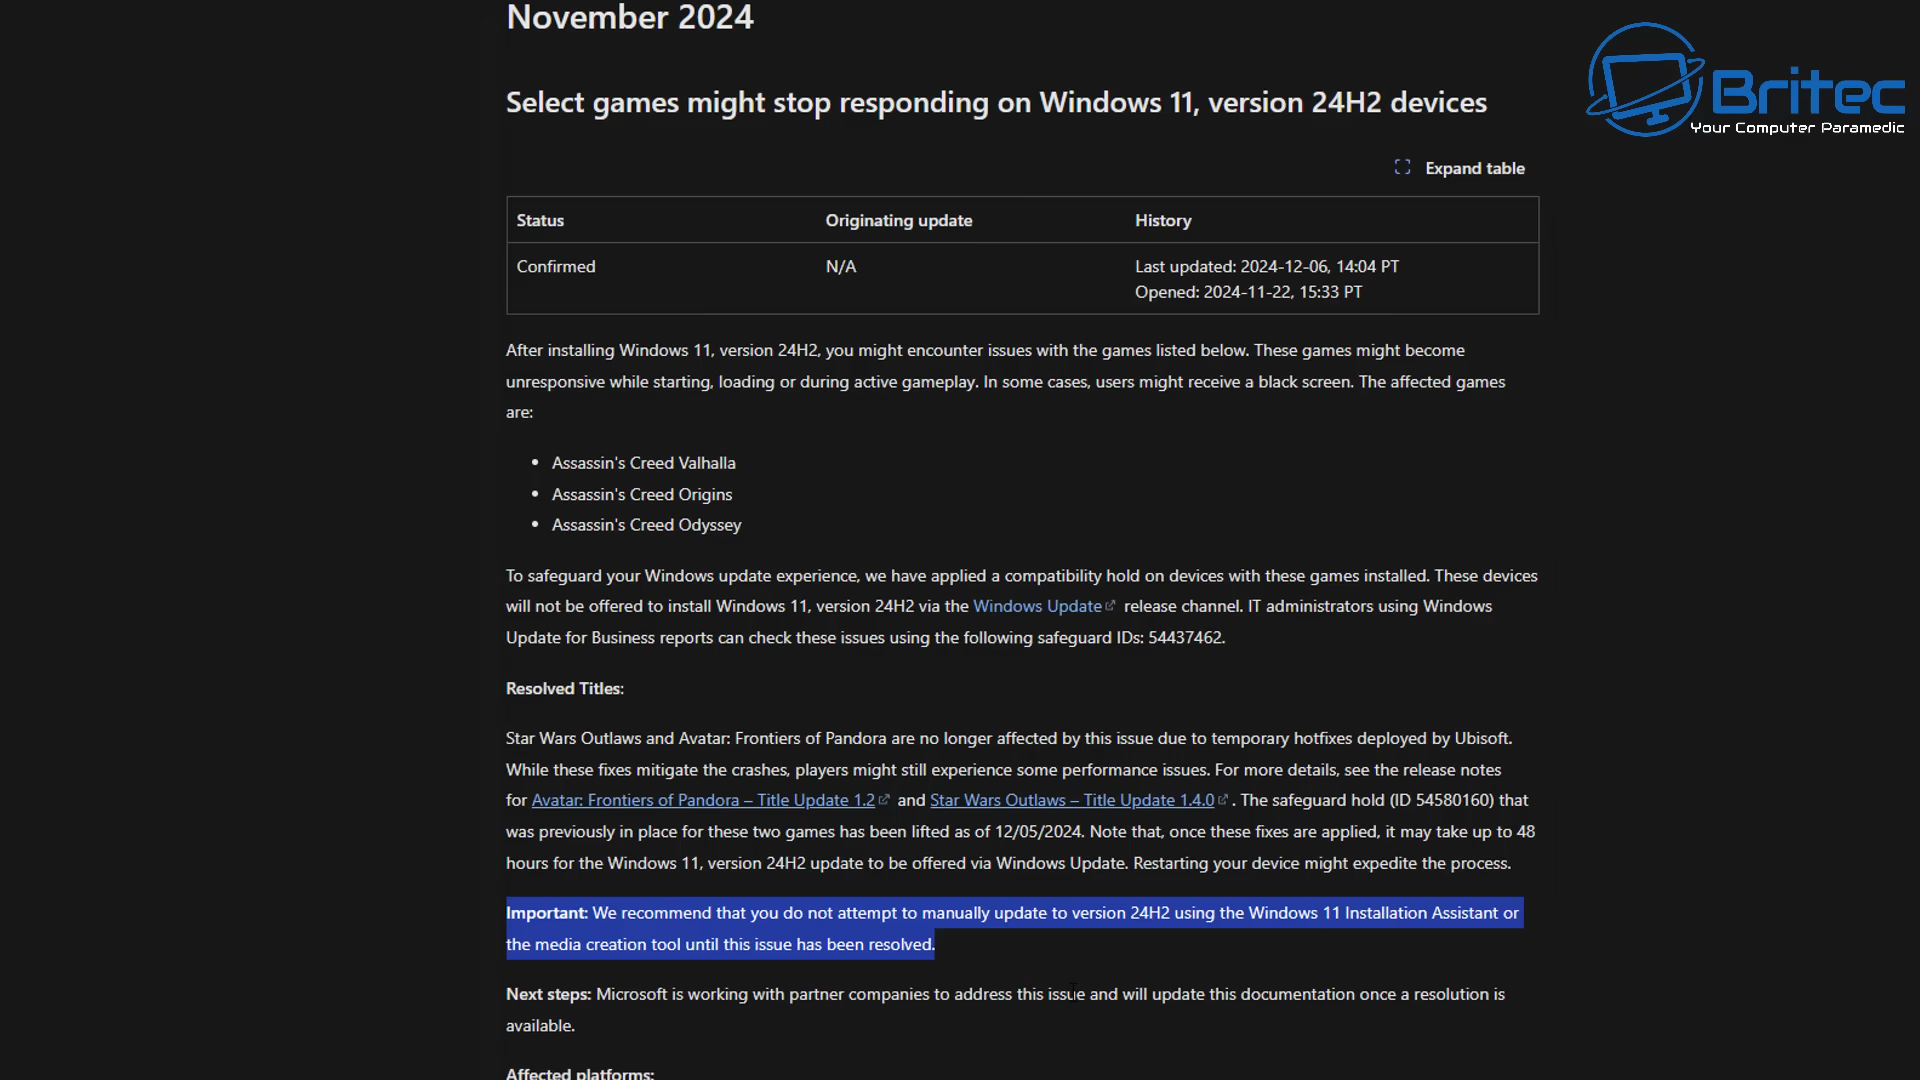 November 2024
Britec
Your Computer Paramedic
Select games might stop responding on Windows 11, version 24H2 devices
Expand table
Status Originating update History
Confirmed N/A Last updated: 2024-12-06, 14:04 PT
Opened: 2024-11-22, 15:33 PT
After installing Windows 11, version 24H2, you might encounter issues with the games listed below. These games might become
unresponsive while starting, loading or during active gameplay. In some cases, users might receive a black screen. The affected games
are:
• Assassin's Creed Valhalla
• Assassin's Creed Origins
• Assassin's Creed Odyssey
To safeguard your Windows update experience, we have applied a compatibility hold on devices with these games installed. These devices
will not be offered to install Windows 11, version 24H2 via the Windows Update release channel. IT administrators using Windows
Update for Business reports can check these issues using the following safeguard IDs: 54437462.
Resolved Titles:
Star Wars Outlaws and Avatar: Frontiers of Pandora are no longer affected by this issue due to temporary hotfixes deployed by Ubisoft.
While these fixes mitigate the crashes, players might still experience some performance issues. For more details, see the release notes
for Avatar: Frontiers of Pandora – Title Update 1.2 and Star Wars Outlaws – Title Update 1.4.0 . The safeguard hold (ID 54580160) that
was previously in place for these two games has been lifted as of 12/05/2024. Note that, once these fixes are applied, it may take up to 48
hours for the Windows 11, version 24H2 update to be offered via Windows Update. Restarting your device might expedite the process.
Important: We recommend that you do not attempt to manually update to version 24H2 using the Windows 11 Installation Assistant or
the media creation tool until this issue has been resolved.
Next steps: Microsoft is working with partner companies to address this issue and will update this documentation once a resolution is
available.
Affected platforms: